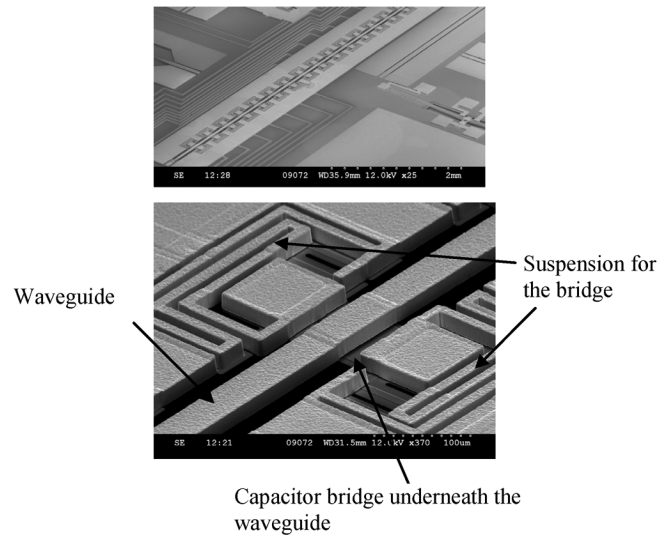 SE 12:28 09072 WD35.9mm 12.0kV x25 2mm
Suspension for
the bridge
Waveguide
SE 12:21 09072 WD31.5mm 12.0kV x370 100um
Capacitor bridge underneath the
waveguide